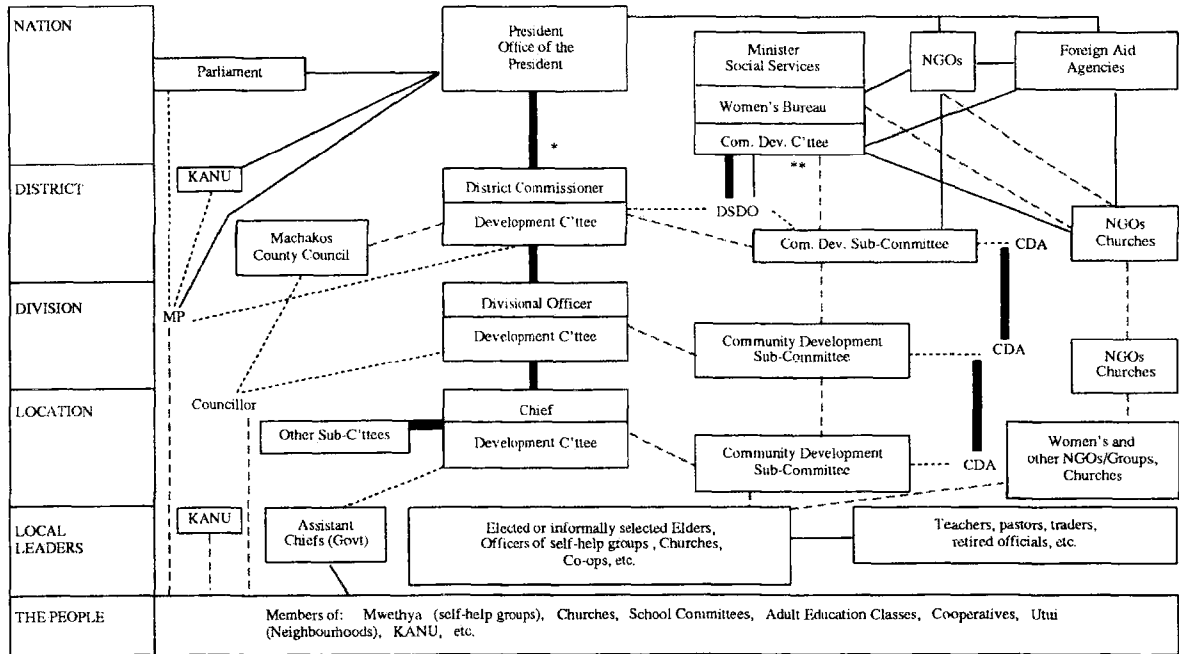 NATION
President
Office of the
President
Parliament
Minister
Social Services
Women's Bureau
Com. Dev. C'ttee
NGOs
Foreign Aid
Agencies
*
**
DISTRICT
KANU
District Commissioner
Development C'ttee
DSDO
Machakos
County Council
Com. Dev. Sub-Committee
CDA
NGOs
Churches
DIVISION
MP
Divisional Officer
Development C'ttee
Community Development
Sub-Committee
CDA
NGOs
Churches
LOCATION
Councillor
Chief
Other Sub-C'ttees
Development C'ttee
Community Development
Sub-Committee
CDA
Women's and
other NGOs/Groups,
Churches
LOCAL
LEADERS
KANU
Assistant
Chiefs (Govt)
Elected or informally selected Elders,
Officers of self-help groups , Churches,
Co-ops, etc.
Teachers, pastors, traders,
retired officials, etc.
THE PEOPLE
Members of: Mwethya (self-help groups), Churches, School Committees, Adult Education Classes, Cooperatives, Utui
(Neighbourhoods), KANU, etc.